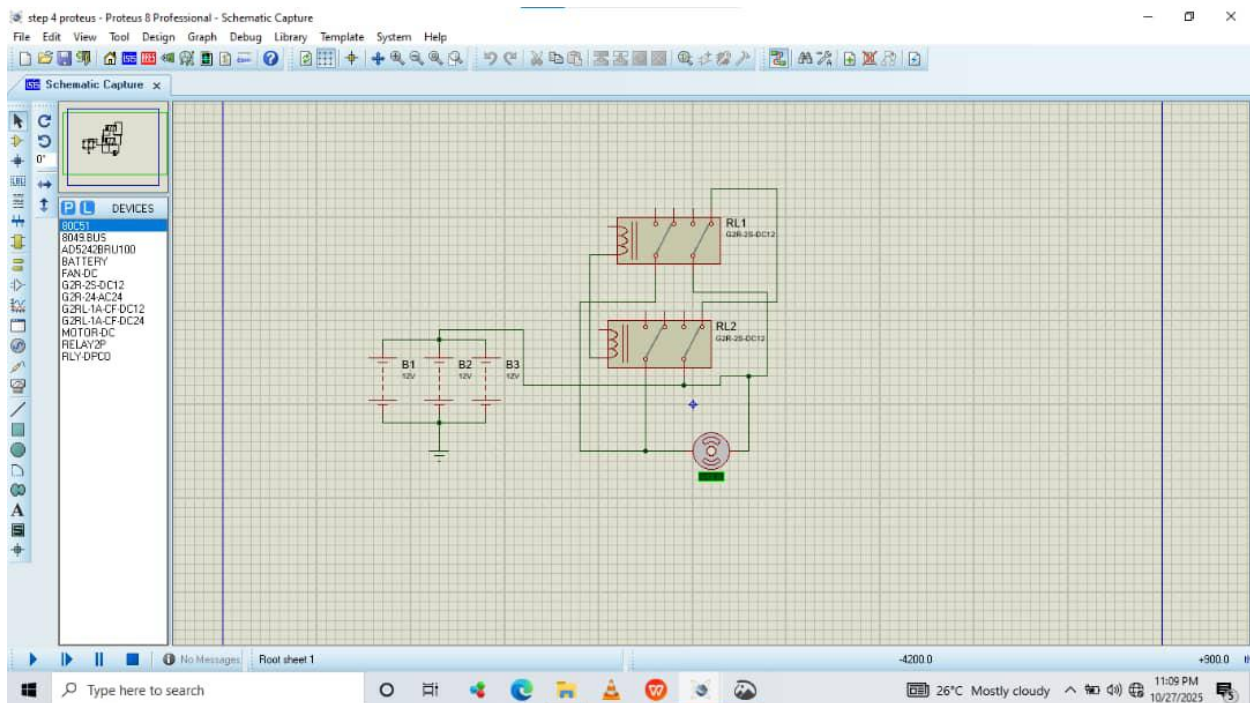 step 4 proteus - Proteus 8 Professional - Schematic Capture
File Edit View Tool Design Graph Debug Library Template System Help
Schematic Capture x
0°
P L DEVICES
80C51
8049.BUS
AD5242BRU100
BATTERY
FAN-DC
G2R-2S-DC12
G2R-24-AC24
G2RL-1A-CF-DC12
G2RL-1A-CF-DC24
MOTOR-DC
RELAY2P
RLY-DPCO
RL1
G2R-2S-DC12
RL2
G2R-2S-DC12
B1
12V
B2
12V
B3
12V
A
S
No Messages
Root sheet 1
-4200.0
+900.0
th
Type here to search
26°C Mostly cloudy
11:09 PM
10/27/2025
5